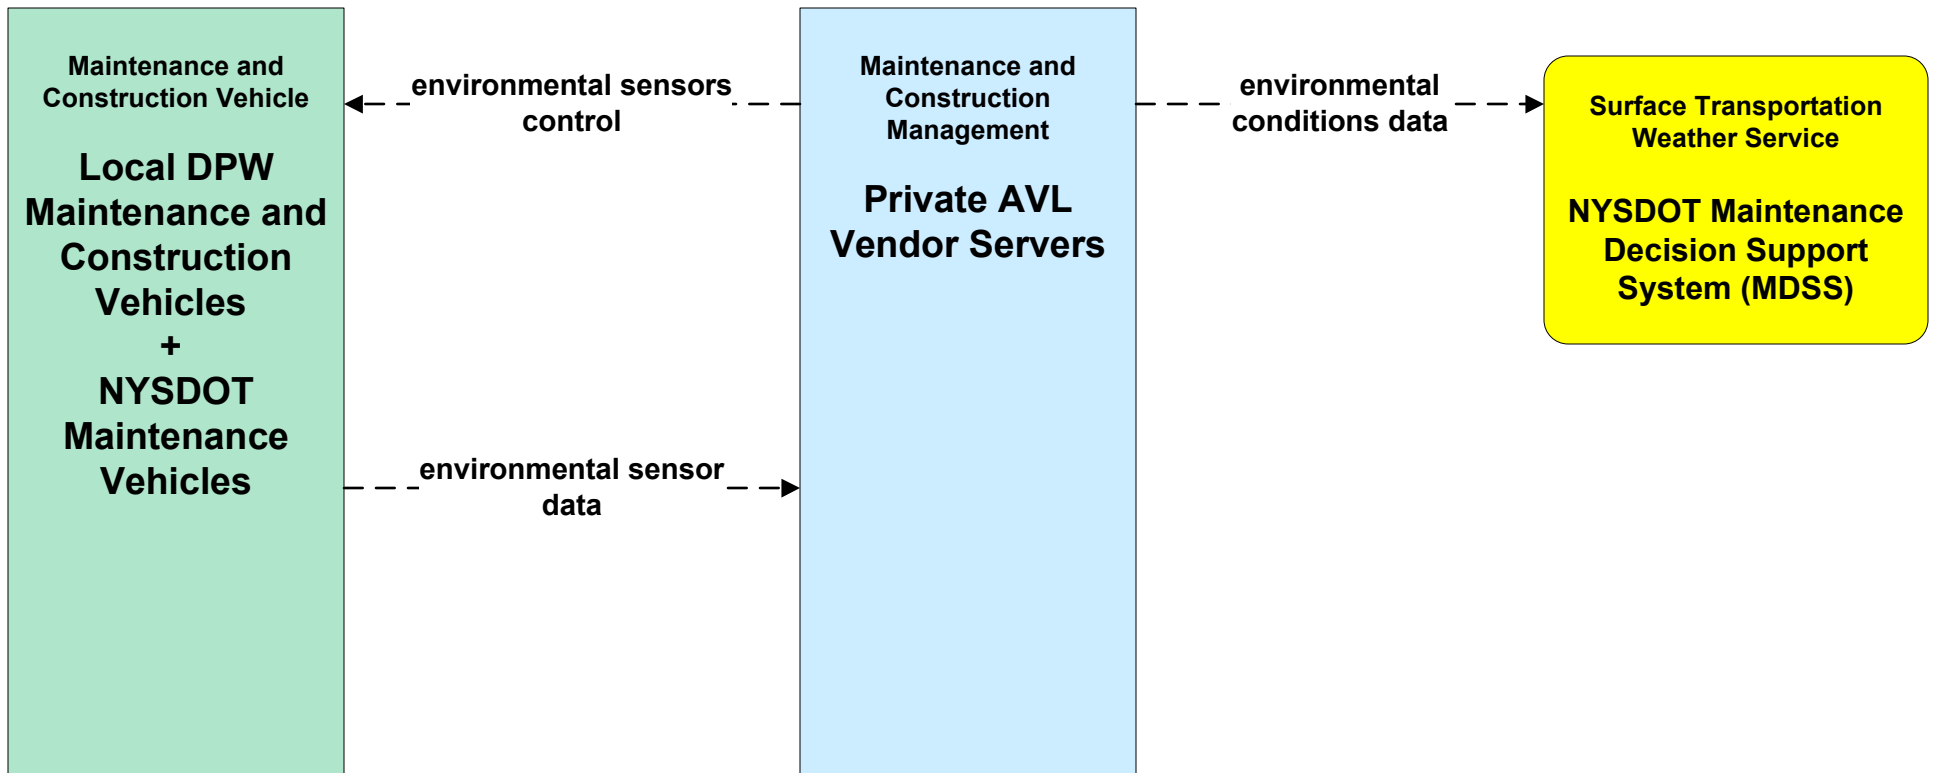 Maintenance and
Construction Vehicle
Local DPW
Maintenance and
Construction
Vehicles
+
NYSDOT
Maintenance
Vehicles
environmental sensors
control
environmental sensor
data
Maintenance and
Construction
Management
Private AVL
Vendor Servers
environmental
conditions data
Surface Transportation
Weather Service
NYSDOT Maintenance
Decision Support
System (MDSS)